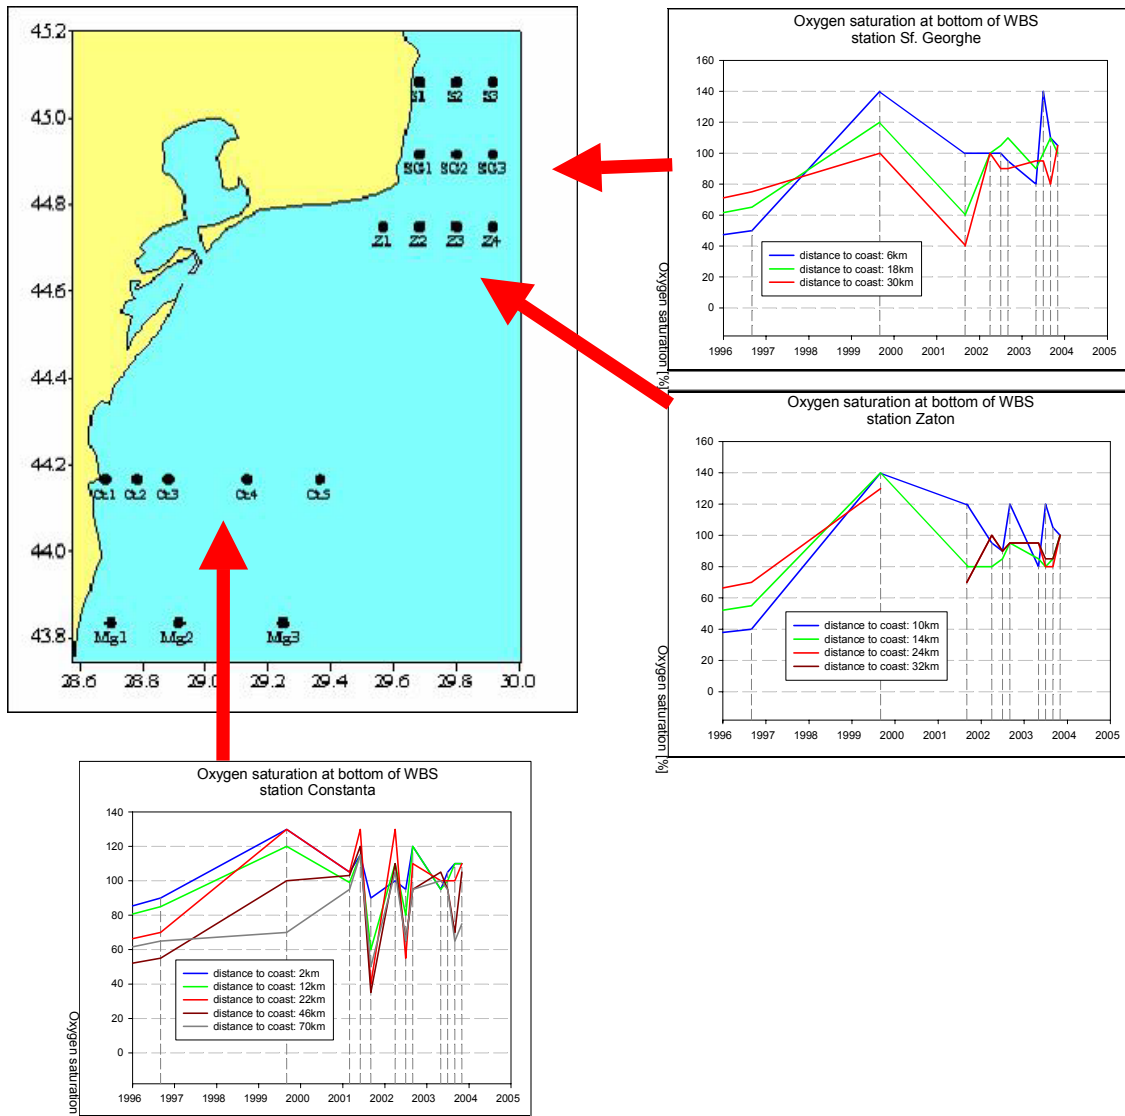 45.2
45.0
44.8
44.6
44.4
44.2
44.0
43.8
28.6 28.8 29.0 29.2 29.4 29.6 29.8 30.0
S1 S2 S3
SG1 SG2 SG3
Z1 Z2 Z3 Z4
Ct1 Ct2 Ct3 Ct4 Ct5
Mg1 Mg2 Mg3
Oxygen saturation at bottom of WBS
station Sf. Georghe
160
140
120
100
80
60
40
20
0
Oxygen saturation [%]
distance to coast: 6km
distance to coast: 18km
distance to coast: 30km
1996 1997 1998 1999 2000 2001 2002 2003 2004 2005
Oxygen saturation at bottom of WBS
station Zaton
160
140
120
100
80
60
40
20
0
Oxygen saturation [%]
distance to coast: 10km
distance to coast: 14km
distance to coast: 24km
distance to coast: 32km
1996 1997 1998 1999 2000 2001 2002 2003 2004 2005
Oxygen saturation at bottom of WBS
station Constanta
140
120
100
80
60
40
20
0
Oxygen saturation
distance to coast: 2km
distance to coast: 12km
distance to coast: 22km
distance to coast: 46km
distance to coast: 70km
1996 1997 1998 1999 2000 2001 2002 2003 2004 2005